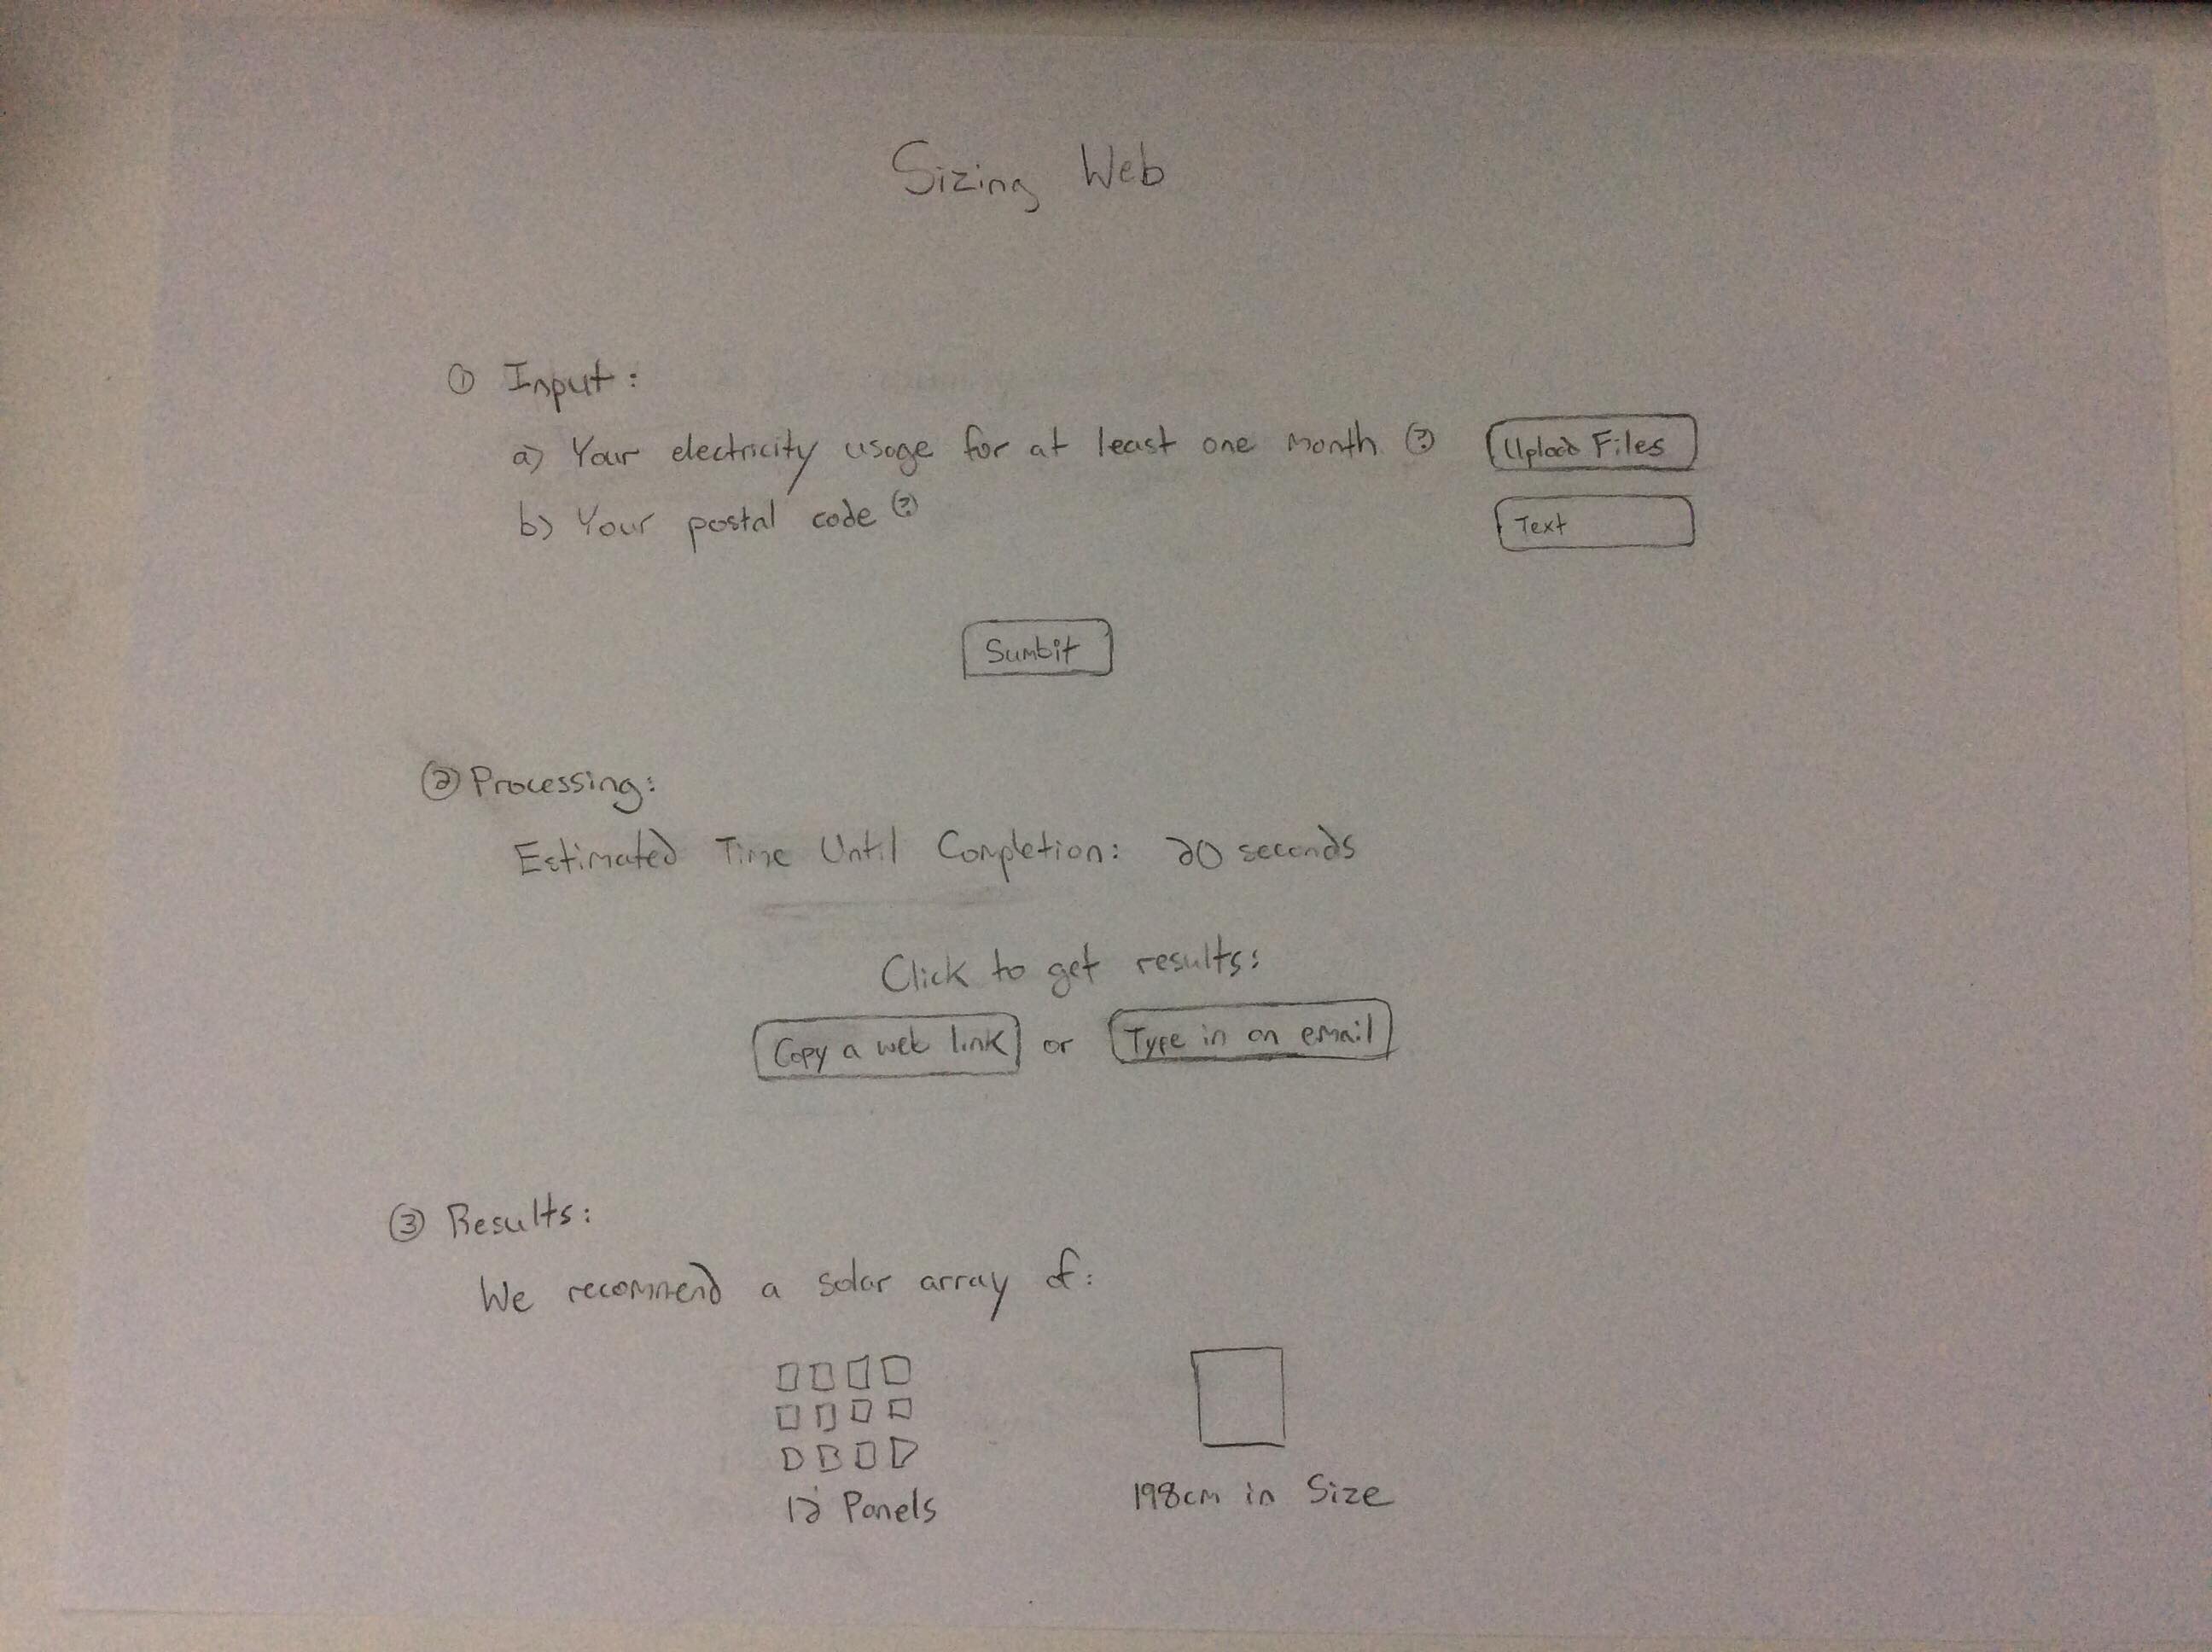 Sizing Web
① Input:
a) Your electricity usage for at least one month ? Upload Files
b) Your postal code ? Text
Sumbit
② Processing:
Estimated Time Until Completion: 20 seconds
Click to get results:
Copy a web link or Type in an email
③ Results:
We recommend a solar array of:
12 Panels 198cm in Size